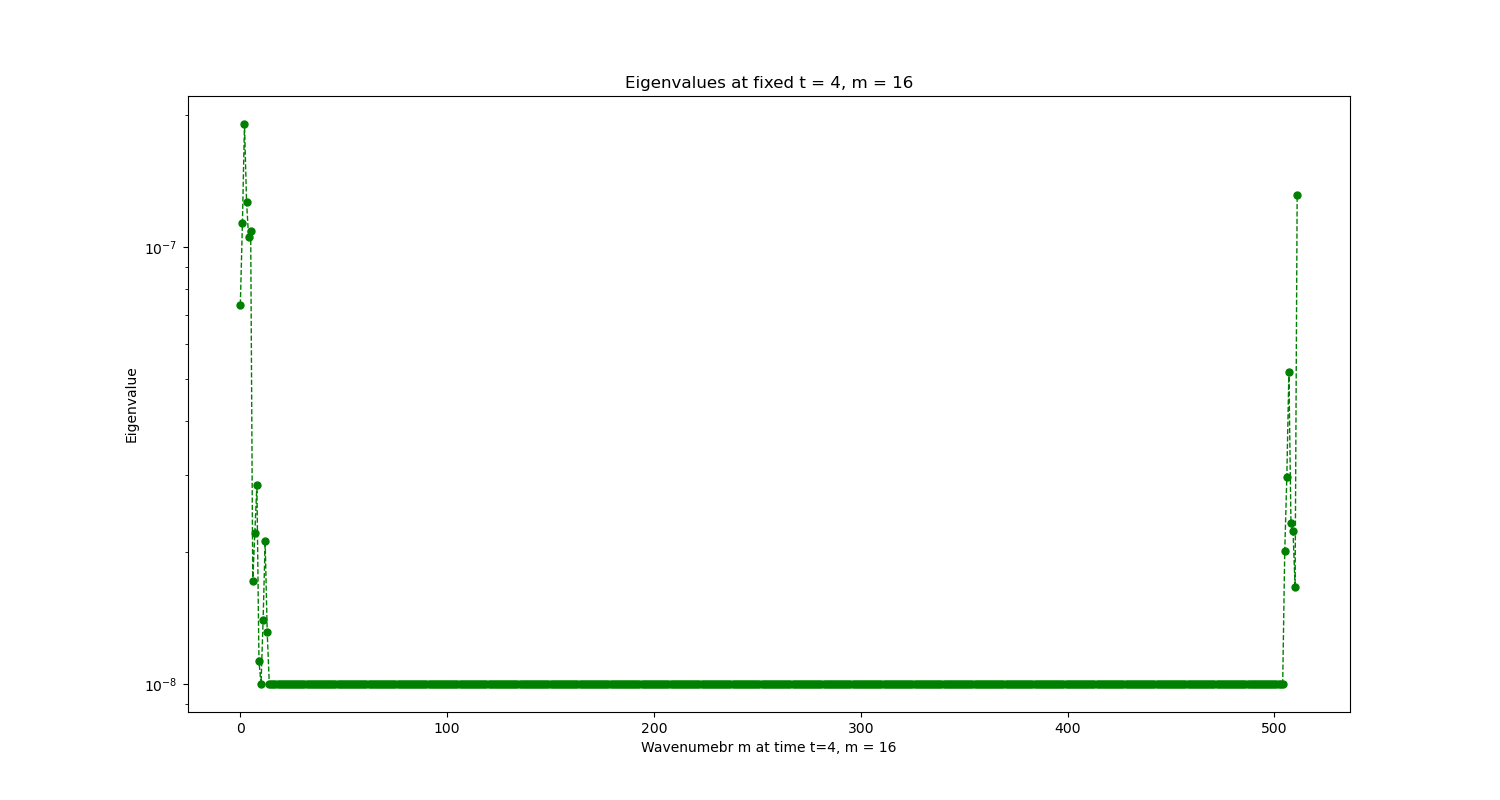 Eigenvalues at fixed t = 4, m = 16
10⁻⁷
10⁻⁸
Eigenvalue
0 100 200 300 400 500
Wavenumebr m at time t=4, m = 16